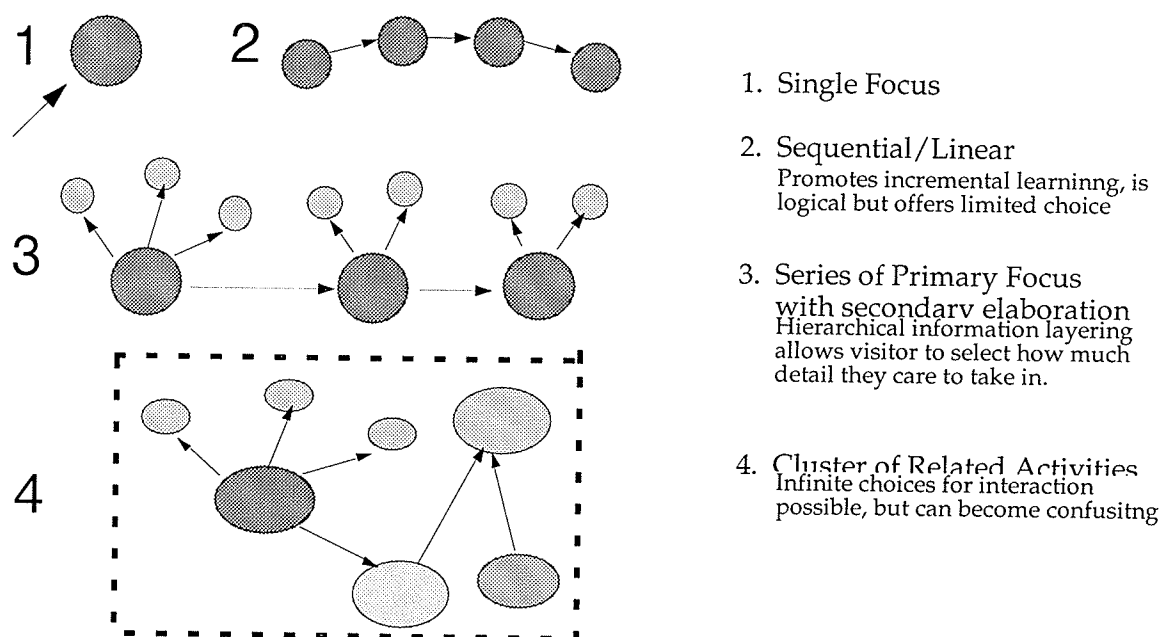 1
2
3
4
1. Single Focus
2. Sequential/Linear
Promotes incremental learninng, is
logical but offers limited choice
3. Series of Primary Focus
with secondary elaboration
Hierarchical information layering
allows visitor to select how much
detail they care to take in.
4. Cluster of Related Activities
Infinite choices for interaction
possible, but can become confusitng